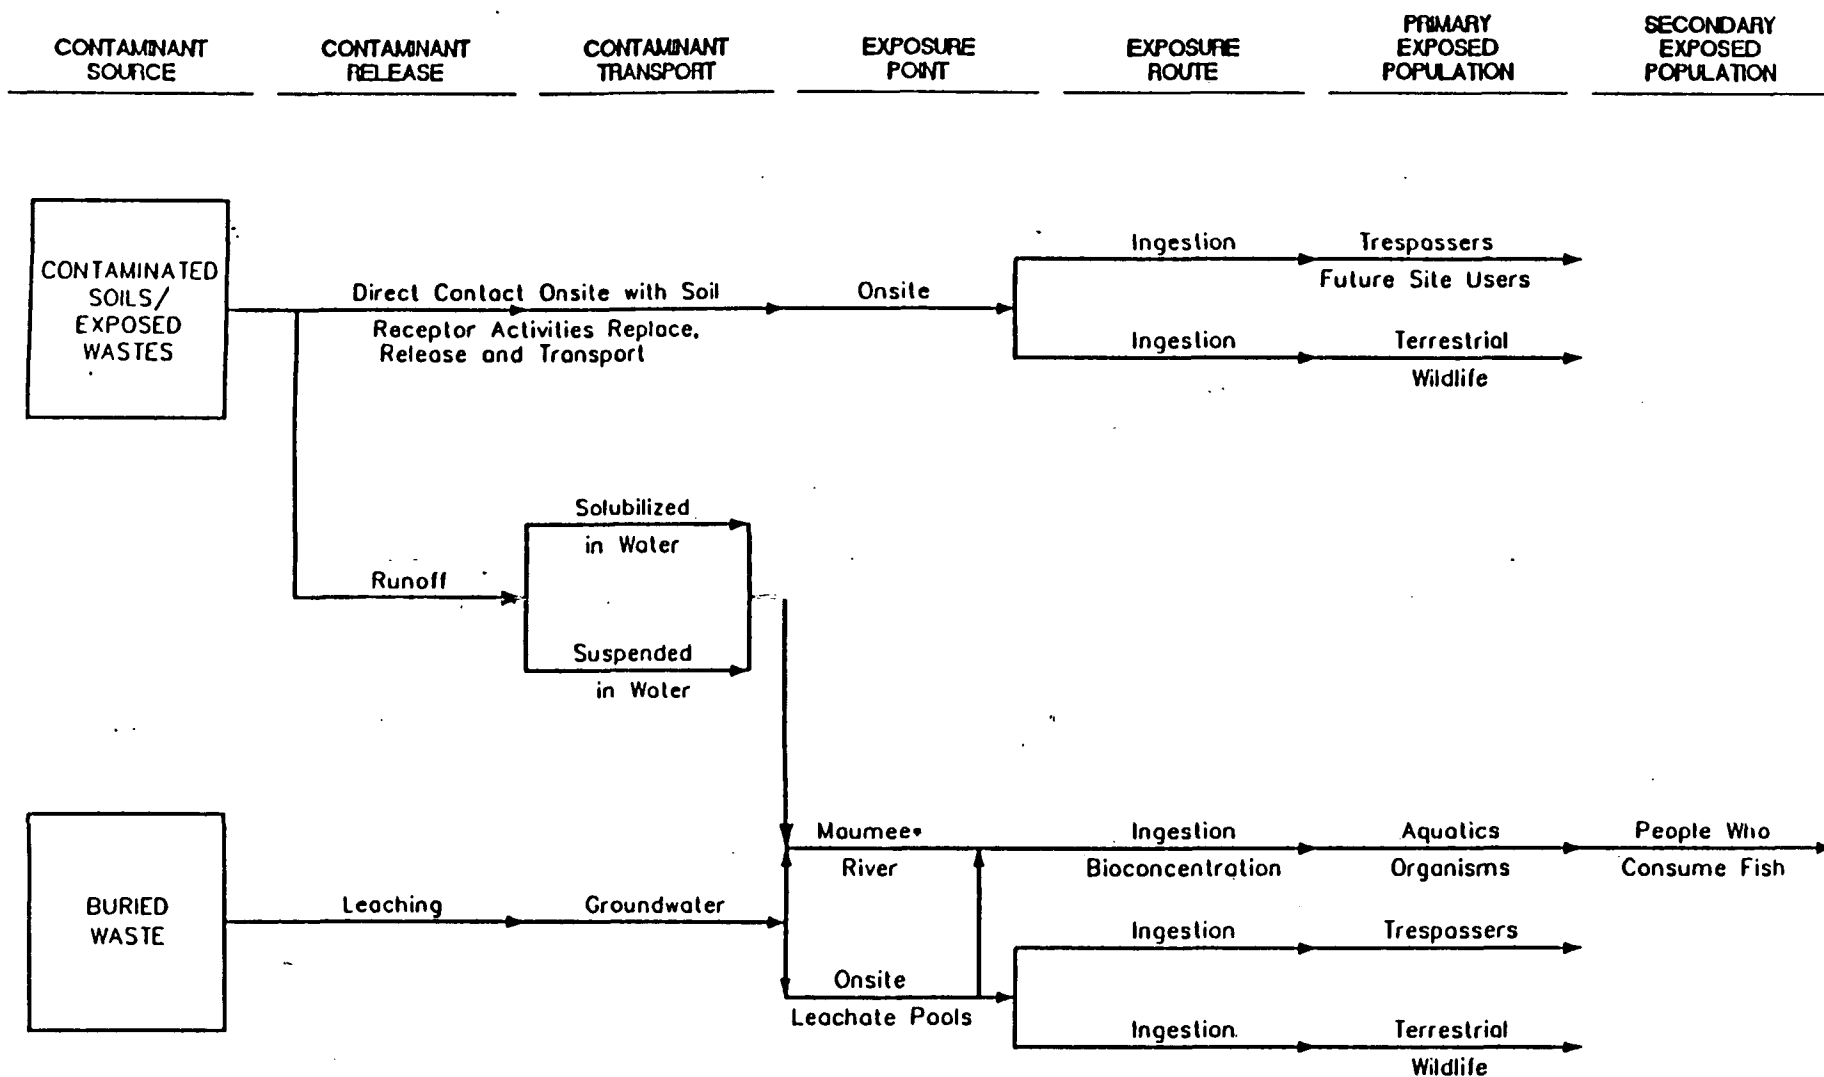 CONTAMINANT
SOURCE
CONTAMINANT
RELEASE
CONTAMINANT
TRANSPORT
EXPOSURE
POINT
EXPOSURE
ROUTE
PRIMARY
EXPOSED
POPULATION
SECONDARY
EXPOSED
POPULATION
CONTAMINATED
SOILS/
EXPOSED
WASTES
Direct Contact Onsite with Soil
Receptor Activities Replace,
Release and Transport
Onsite
Ingestion
Trespassers
Future Site Users
Ingestion
Terrestrial
Wildlife
Runoff
Solubilized
in Water
Suspended
in Water
BURIED
WASTE
Leaching
Groundwater
Maumee
River
Ingestion
Bioconcentration
Aquatics
Organisms
People Who
Consume Fish
Onsite
Leachate Pools
Ingestion
Trespassers
Ingestion
Terrestrial
Wildlife